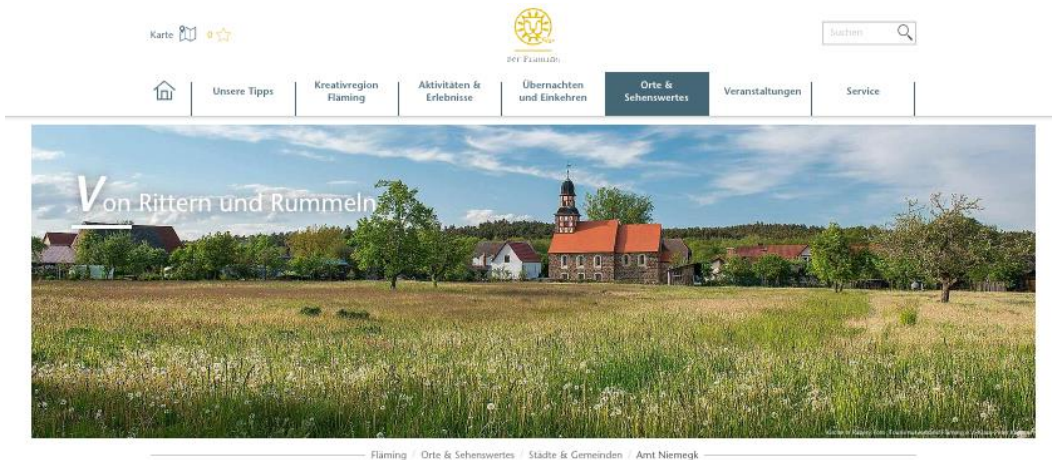 Karte
0
der Fläming
Suchen
Unsere Tipps
Kreativregion
Fläming
Aktivitäten &
Erlebnisse
Übernachten
und Einkehren
Orte &
Sehenswertes
Veranstaltungen
Service
Von Rittern und Rummeln
Fläming / Orte & Sehenswertes / Städte & Gemeinden / Amt Niemegk